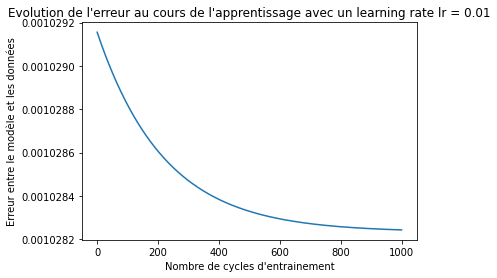 Evolution de l'erreur au cours de l'apprentissage avec un learning rate lr = 0.01
0.0010292
0.0010290
0.0010288
0.0010286
0.0010284
0.0010282
Erreur entre le modèle et les données
0 200 400 600 800 1000
Nombre de cycles d'entrainement